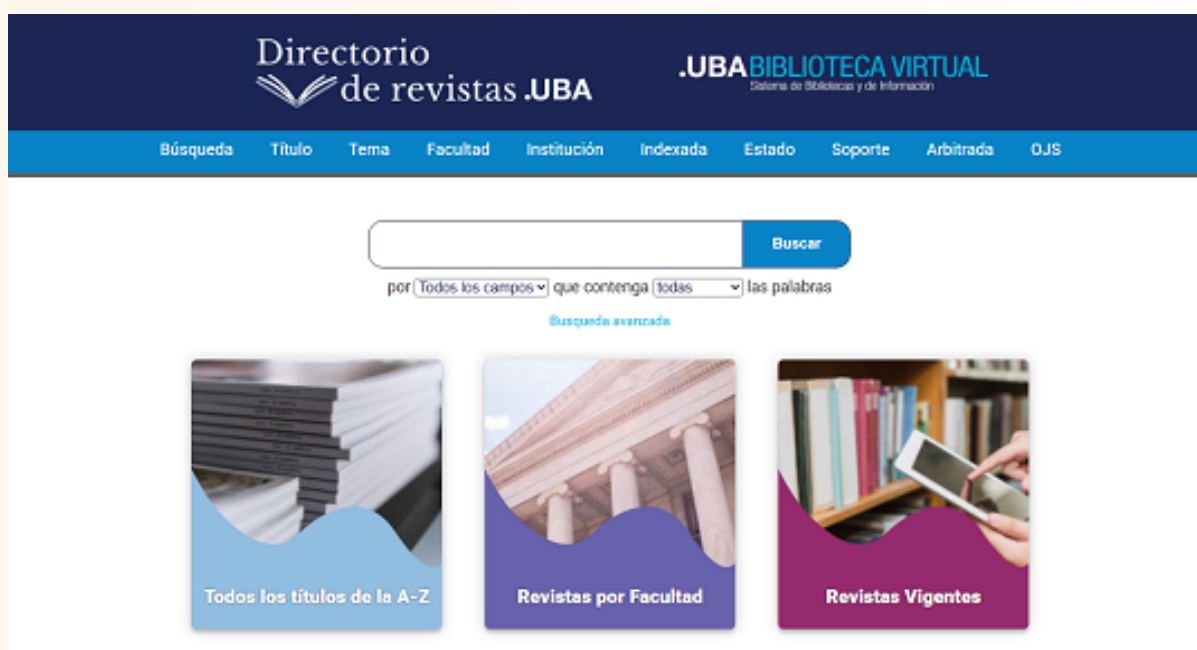 Directorio
de revistas .UBA
.UBA BIBLIOTECA VIRTUAL
Sistema de Bibliotecas y de Información
Búsqueda Título Tema Facultad Institución Indexada Estado Soporte Arbitrada OJS
Buscar
por Todos los campos que contenga todas las palabras
Busqueda avanzada
Todos los títulos de la A-Z
Revistas por Facultad
Revistas Vigentes